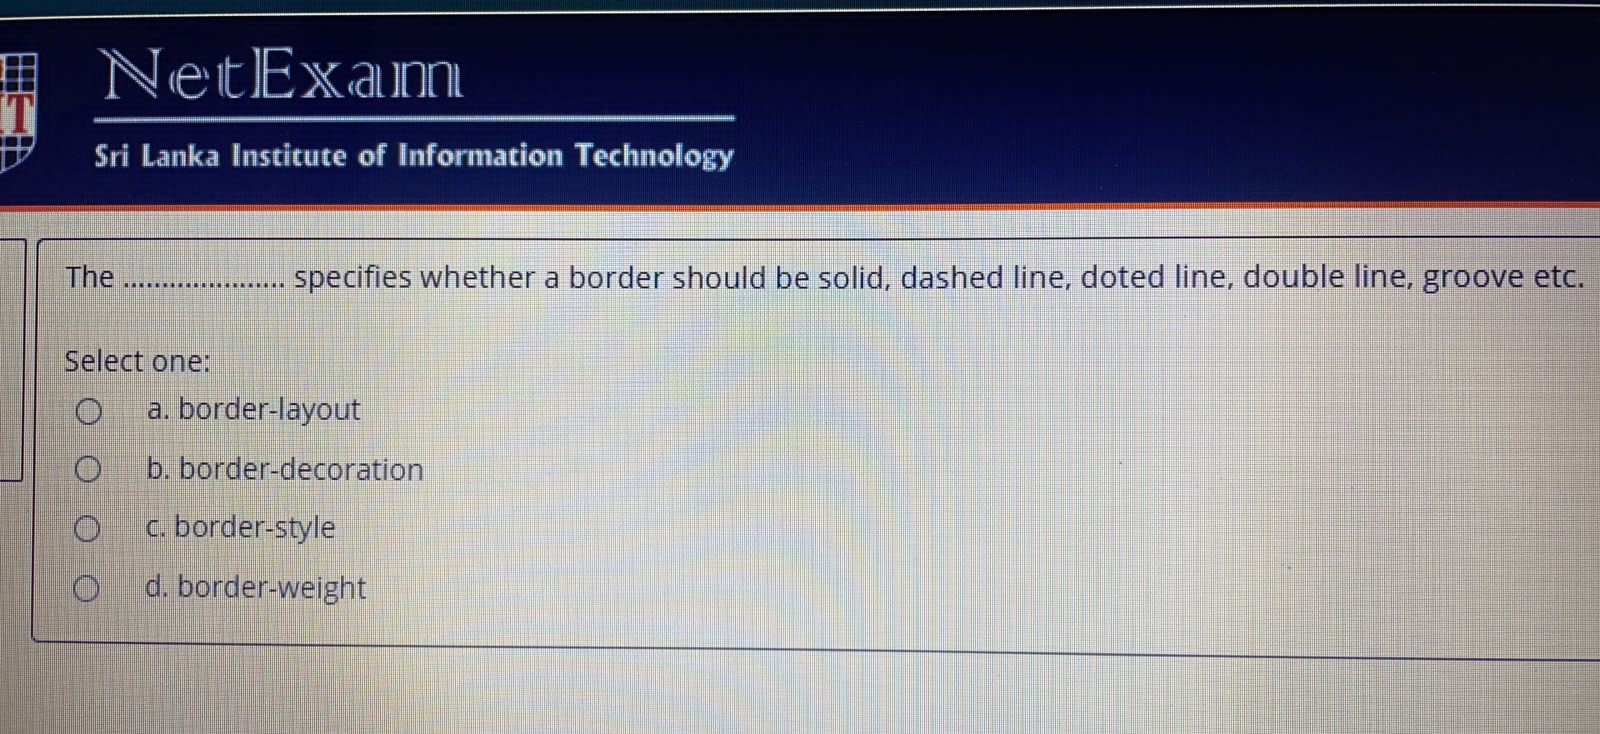 T
NetExam
Sri Lanka Institute of Information Technology
The ..................... specifies whether a border should be solid, dashed line, doted line, double line, groove etc.
Select one:
a. border-layout
b. border-decoration
c. border-style
d. border-weight